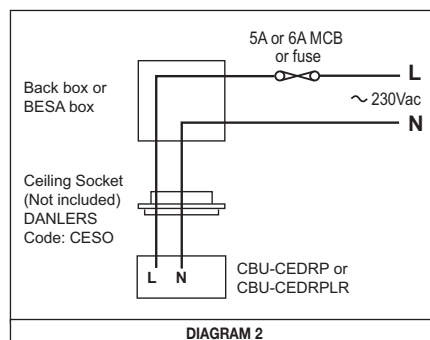 5A or 6A MCB
or fuse
L
Back box or
BESA box
~ 230Vac
N
Ceiling Socket
(Not included)
DANLERS
Code: CESO
L N
CBU-CEDRP or
CBU-CEDRPLR
DIAGRAM 2